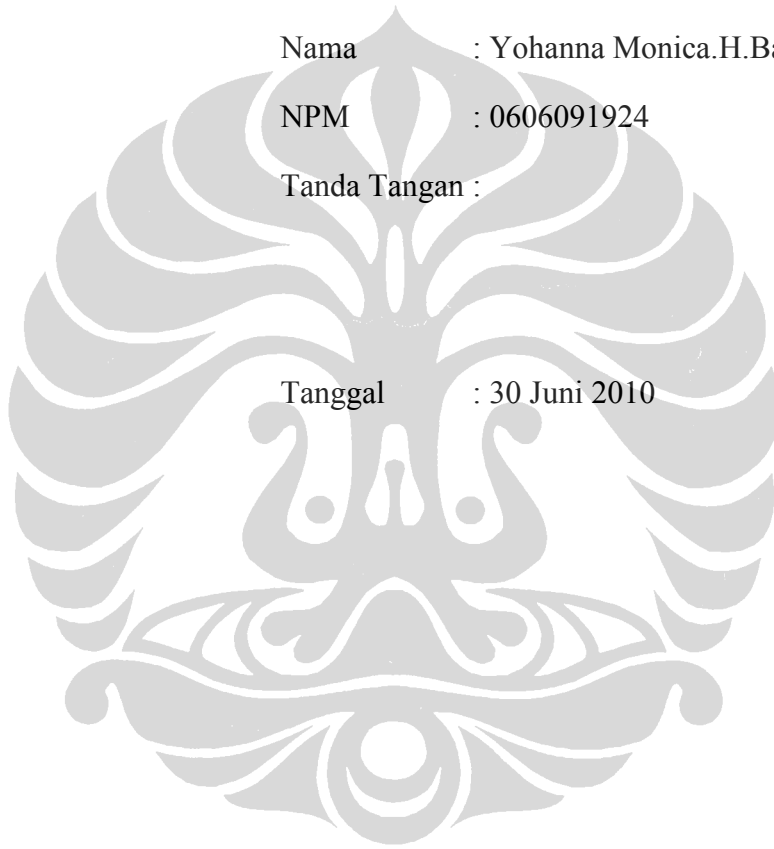 Nama : Yohanna Monica.H.Ba
NPM : 0606091924
Tanda Tangan :
Tanggal : 30 Juni 2010